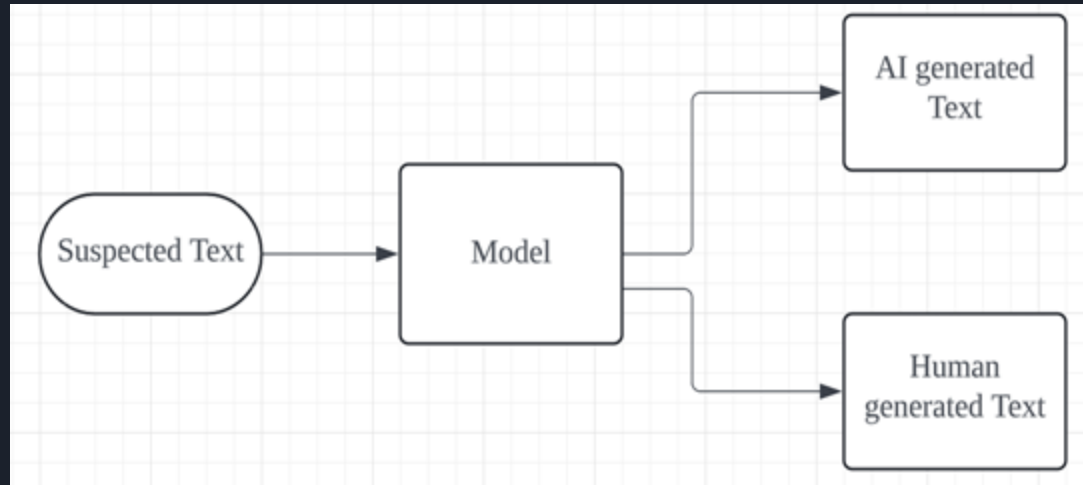 Suspected Text
Model
AI generated
Text
Human
generated Text